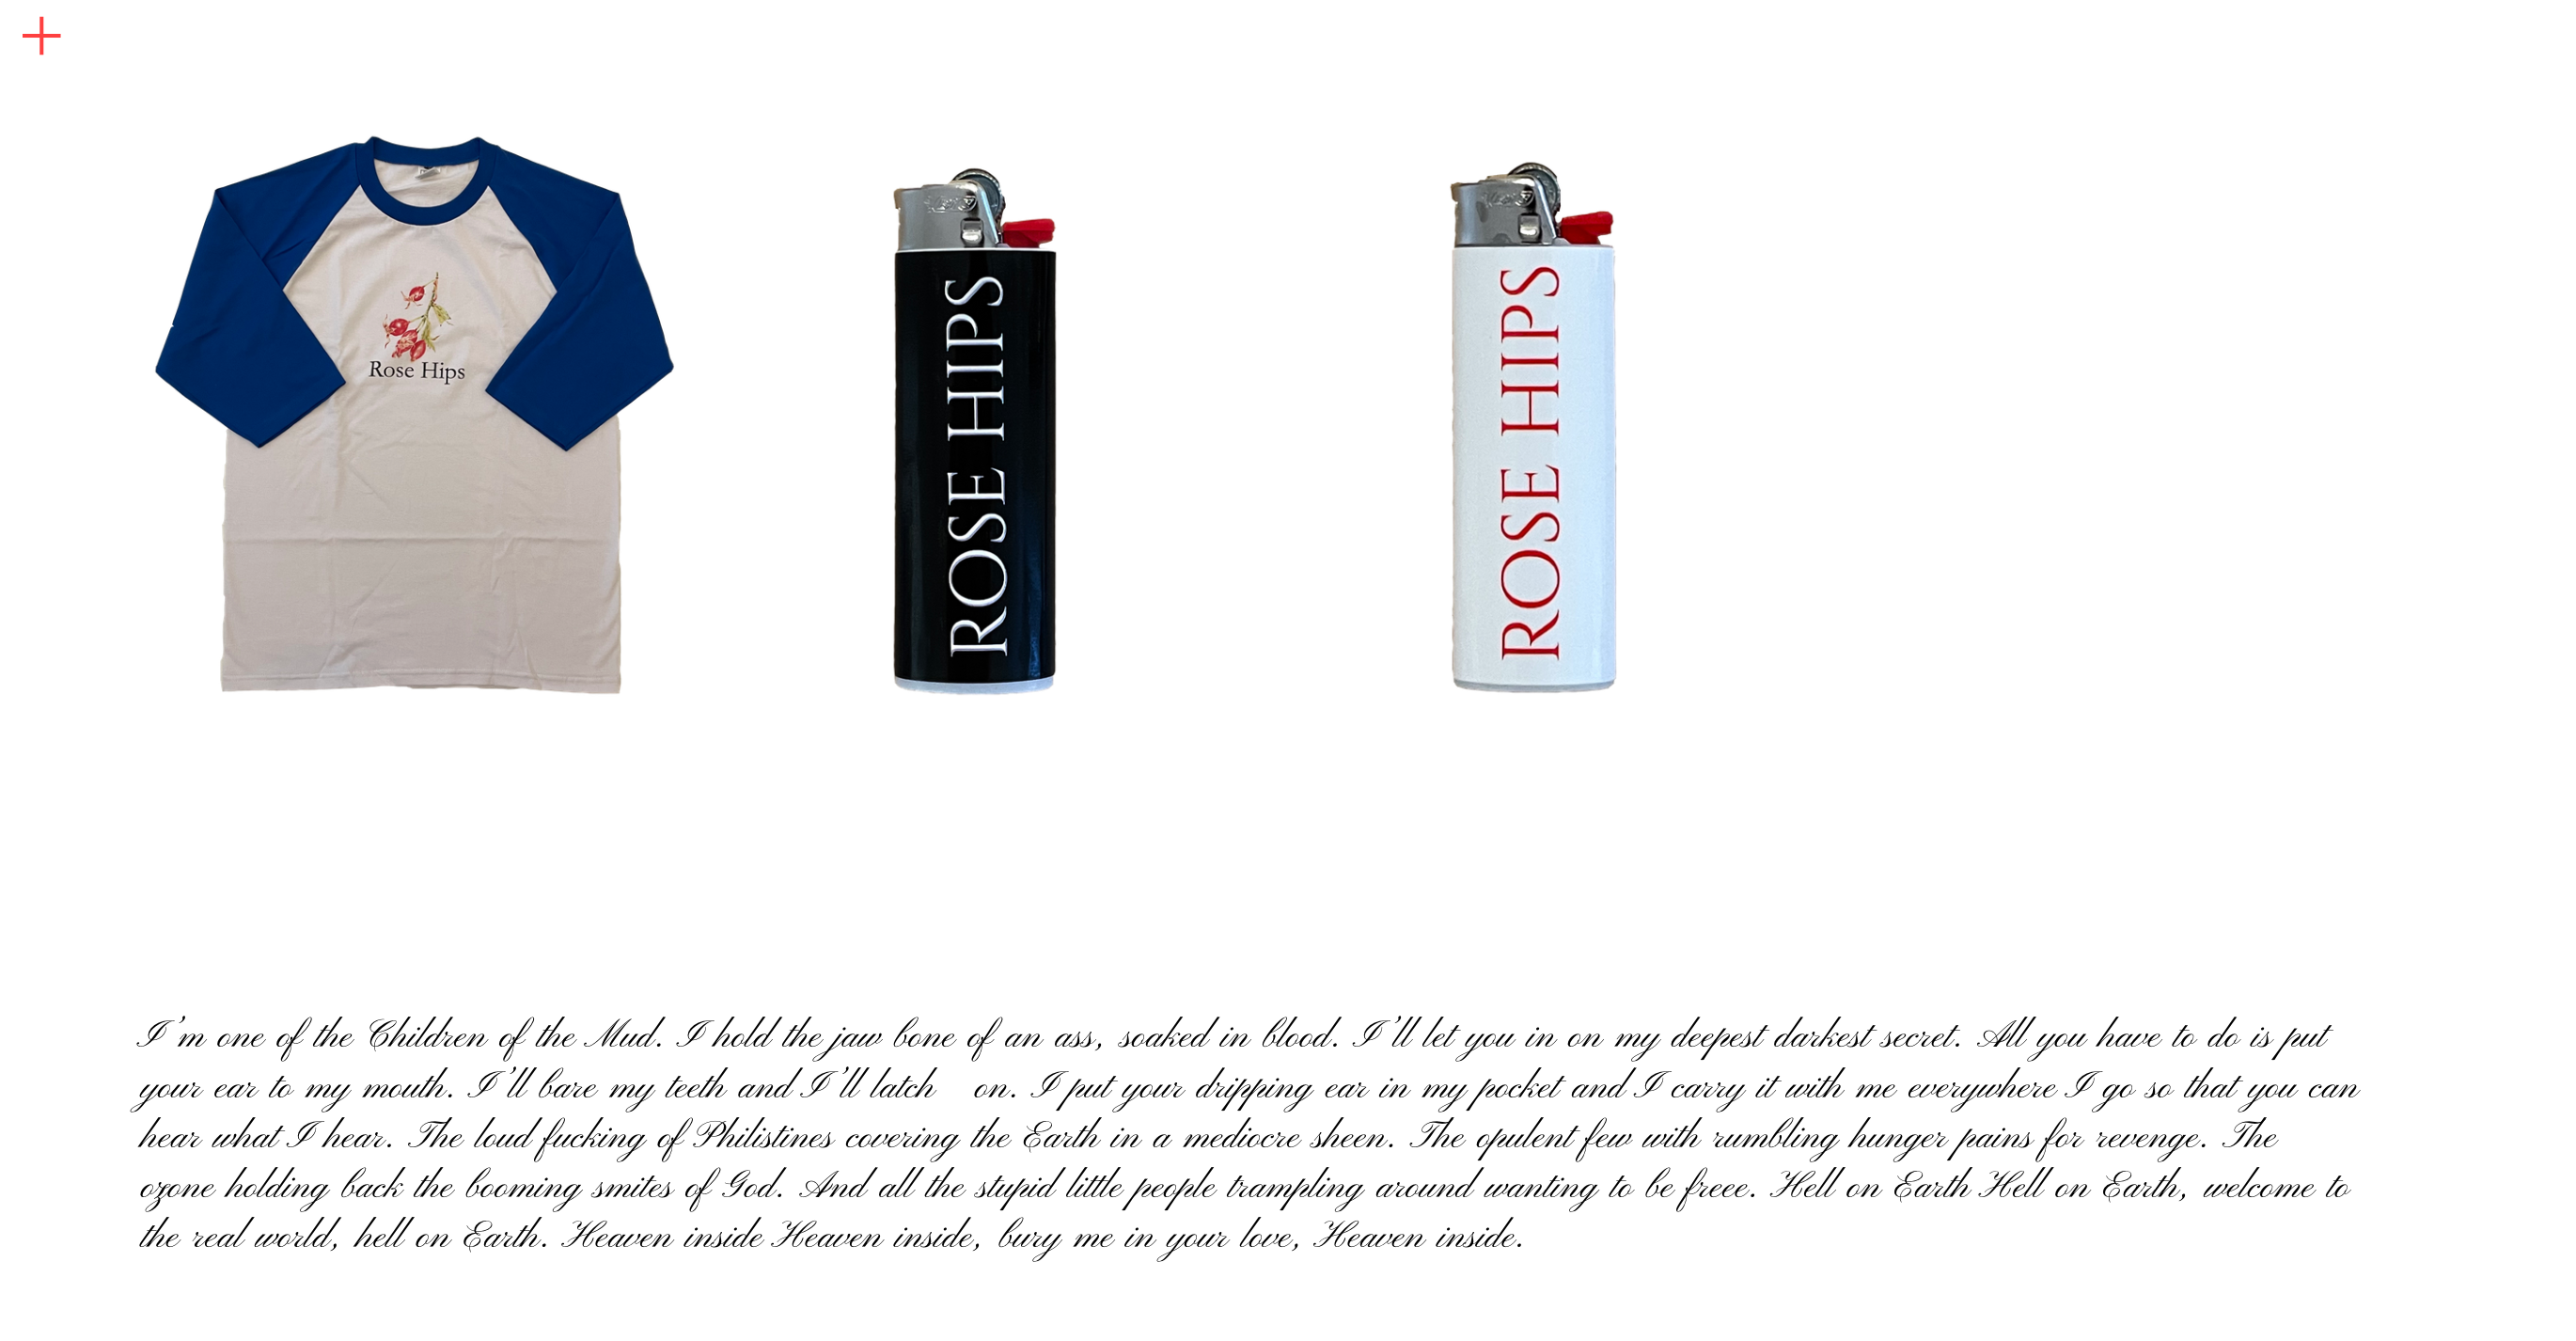 Rose Hips
ROSE HIPS
ROSE HIPS
I'm one of the Children of the Mud. I hold the jaw bone of an ass, soaked in blood. I'll let you in on my deepest darkest secret. All you have to do is put
your ear to my mouth. I'll bare my teeth and I'll latch on. I put your dripping ear in my pocket and I carry it with me everywhere I go so that you can
hear what I hear. The loud fucking of Philistines covering the Earth in a mediocre sheen. The opulent few with rumbling hunger pains for revenge. The
ozone holding back the booming smites of God. And all the stupid little people trampling around wanting to be freee. Hell on Earth Hell on Earth, welcome to
the real world, hell on Earth. Heaven inside Heaven inside, bury me in your love, Heaven inside.